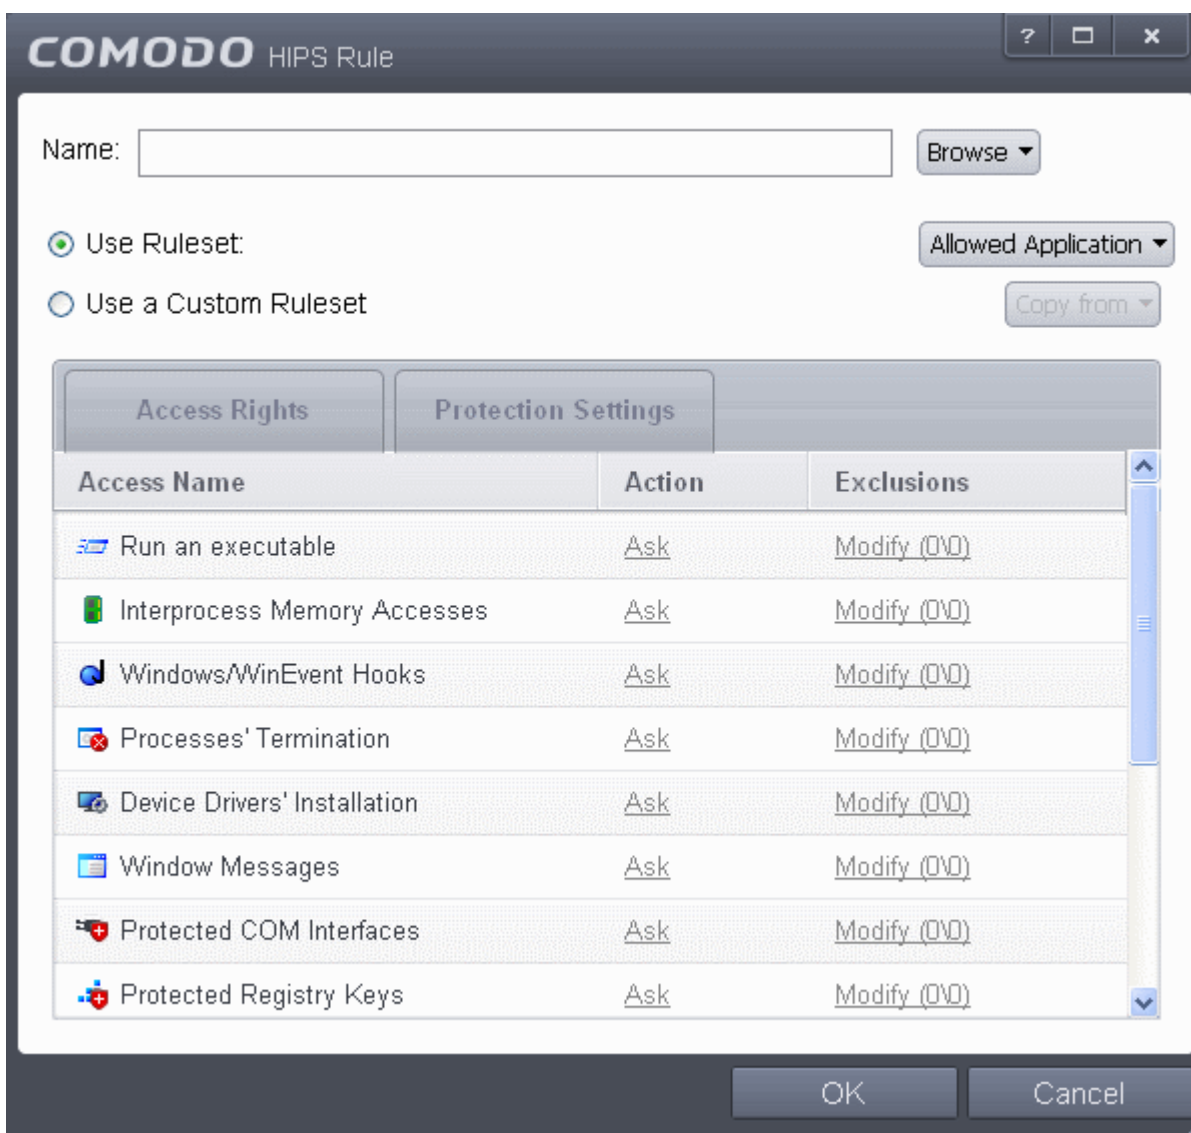 COMODO HIPS Rule ?
Name: Browse
Use Ruleset: Allowed Application
Use a Custom Ruleset Copy from
Access Rights Protection Settings
Access Name Action Exclusions
Run an executable Ask Modify (0\0)
Interprocess Memory Accesses Ask Modify (0\0)
Windows/WinEvent Hooks Ask Modify (0\0)
Processes' Termination Ask Modify (0\0)
Device Drivers' Installation Ask Modify (0\0)
Window Messages Ask Modify (0\0)
Protected COM Interfaces Ask Modify (0\0)
Protected Registry Keys Ask Modify (0\0)
OK Cancel